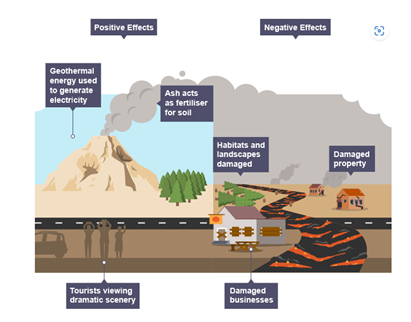 Positive Effects
Negative Effects
Geothermal
energy used
to generate
electricity
Ash acts
as fertiliser
for soil
Habitats and
landscapes
damaged
Damaged
property
Tourists viewing
dramatic scenery
Damaged
businesses